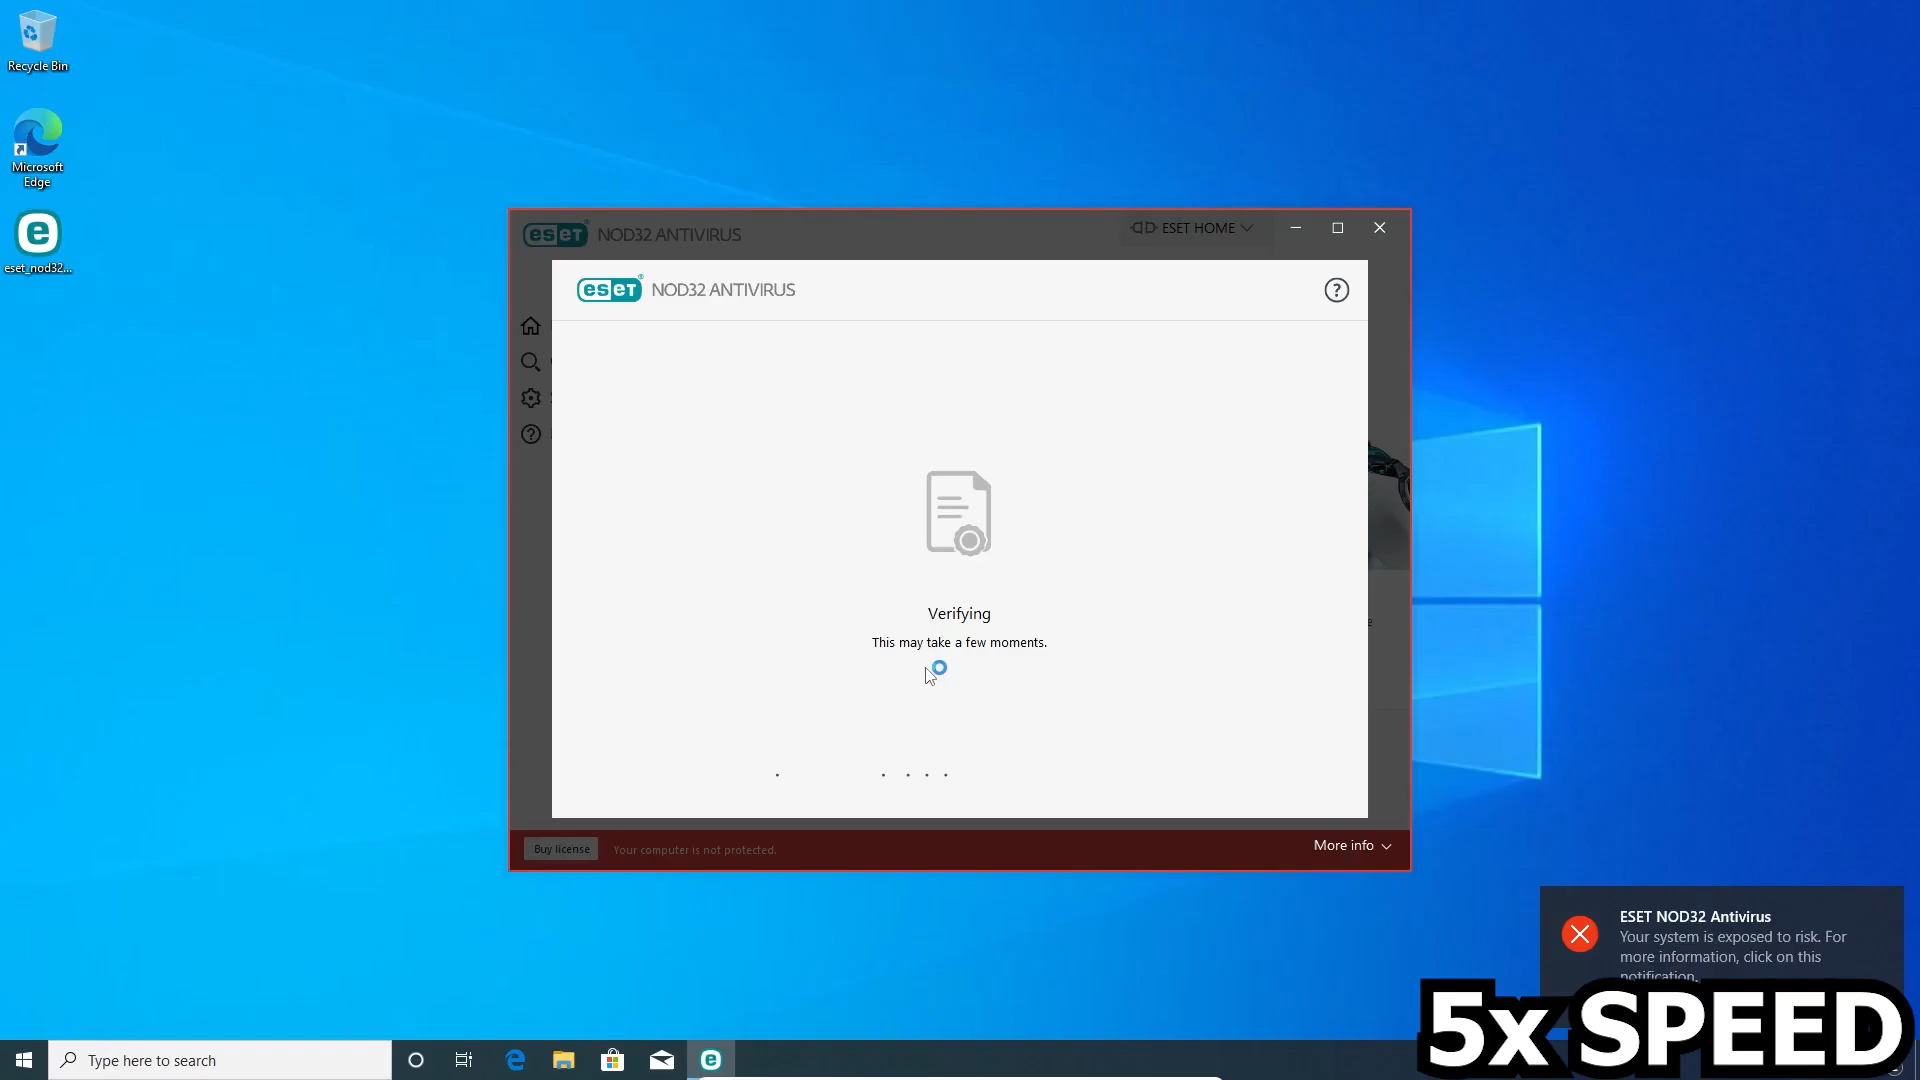 Recycle Bin
Microsoft
Edge
eset_nod32...
eset NOD32 ANTIVIRUS
ESET HOME
eset NOD32 ANTIVIRUS
Verifying
This may take a few moments.
Buy license
Your computer is not protected.
More info
ESET NOD32 Antivirus
Your system is exposed to risk. For
more information, click on this
notification.
5x SPEED
Type here to search